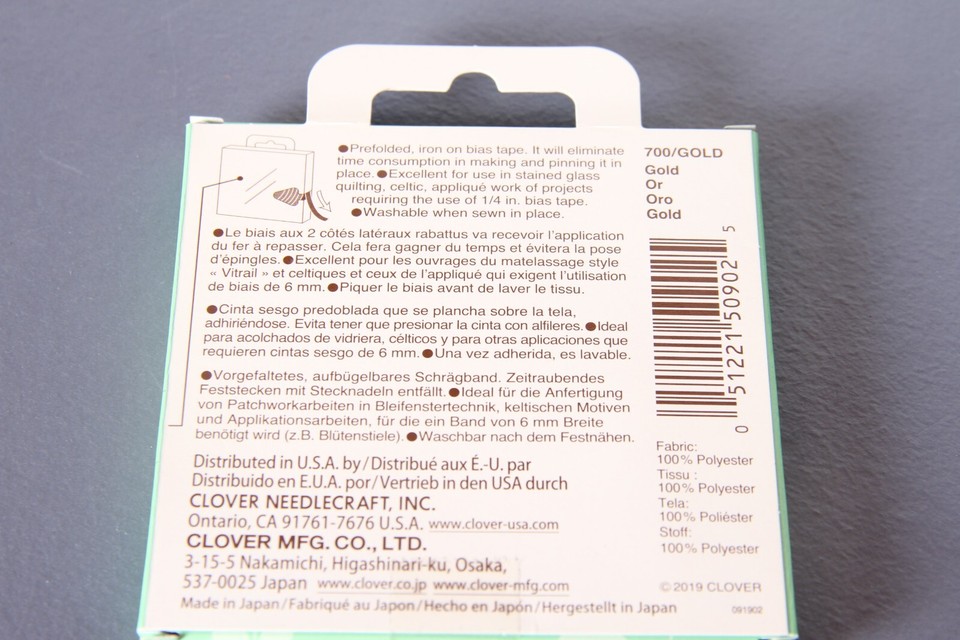 ●Prefolded, iron on bias tape. It will eliminate
time consumption in making and pinning it in
place.●Excellent for use in stained glass
quilting, celtic, appliqué work of projects
requiring the use of 1/4 in. bias tape.
●Washable when sewn in place.
●Le biais aux 2 côtés latéraux rabattus va recevoir l'application
du fer à repasser. Cela fera gagner du temps et évitera la pose
d'épingles.●Excellent pour les ouvrages du matelassage style
« Vitrail » et celtiques et ceux de l'appliqué qui exigent l'utilisation
de biais de 6 mm.●Piquer le biais avant de laver le tissu.
●Cinta sesgo predoblada que se plancha sobre la tela,
adhiriéndose. Evita tener que presionar la cinta con alfileres.●Ideal
para acolchados de vidriera, célticos y para otras aplicaciones que
requieren cintas sesgo de 6 mm.●Una vez adherida, es lavable.
●Vorgefaltetes, aufbügelbares Schrägband. Zeitraubendes
Feststecken mit Stecknadeln entfällt.●Ideal für die Anfertigung
von Patchworkarbeiten in Bleifenstertechnik, keltischen Motiven
und Applikationsarbeiten, für die ein Band von 6 mm Breite
benötigt wird (z.B. Blütenstiele).●Waschbar nach dem Festnähen.
Distributed in U.S.A. by/Distribué aux É.-U. par
Distribuido en E.U.A. por/Vertrieb in den USA durch
CLOVER NEEDLECRAFT, INC.
Ontario, CA 91761-7676 U.S.A. www.clover-usa.com
CLOVER MFG. CO., LTD.
3-15-5 Nakamichi, Higashinari-ku, Osaka,
537-0025 Japan www.clover.co.jp www.clover-mfg.com
Made in Japan/Fabriqué au Japon/Hecho en Japón/Hergestellt in Japan
700/GOLD
Gold
Or
Oro
Gold
0 51221 50902 5
Fabric:
100% Polyester
Tissu :
100% Polyester
Tela:
100% Poliéster
Stoff:
100% Polyester
©2019 CLOVER
091902